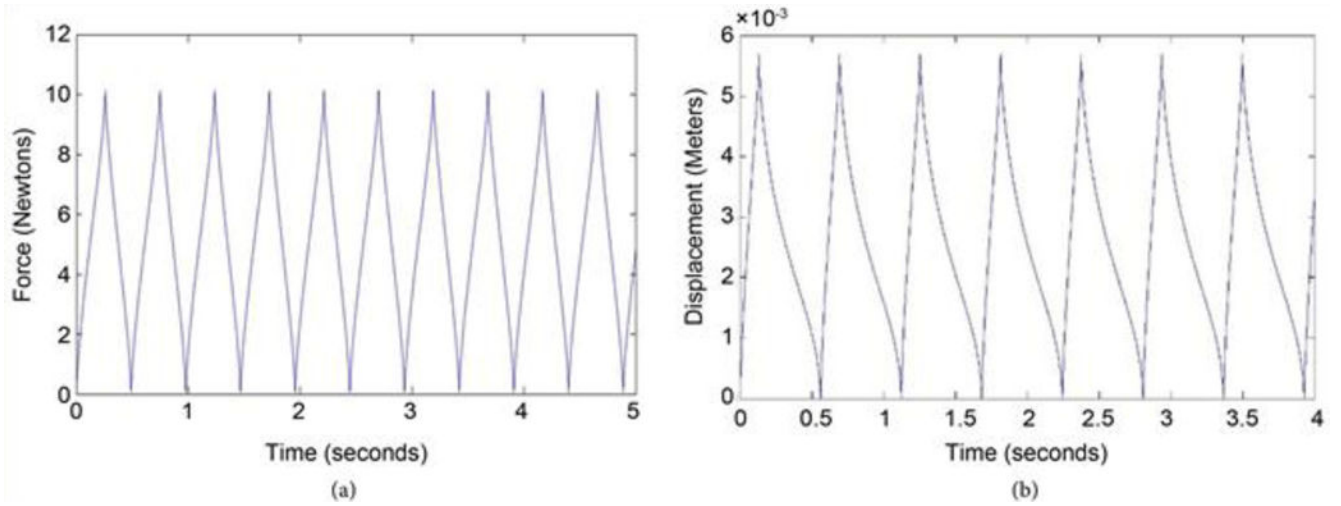 12
10
8
6
4
2
0
Force (Newtons)
0 1 2 3 4 5
Time (seconds)
(a)
×10⁻³
6
5
4
3
2
1
0
Displacement (Meters)
0 0.5 1 1.5 2 2.5 3 3.5 4
Time (seconds)
(b)